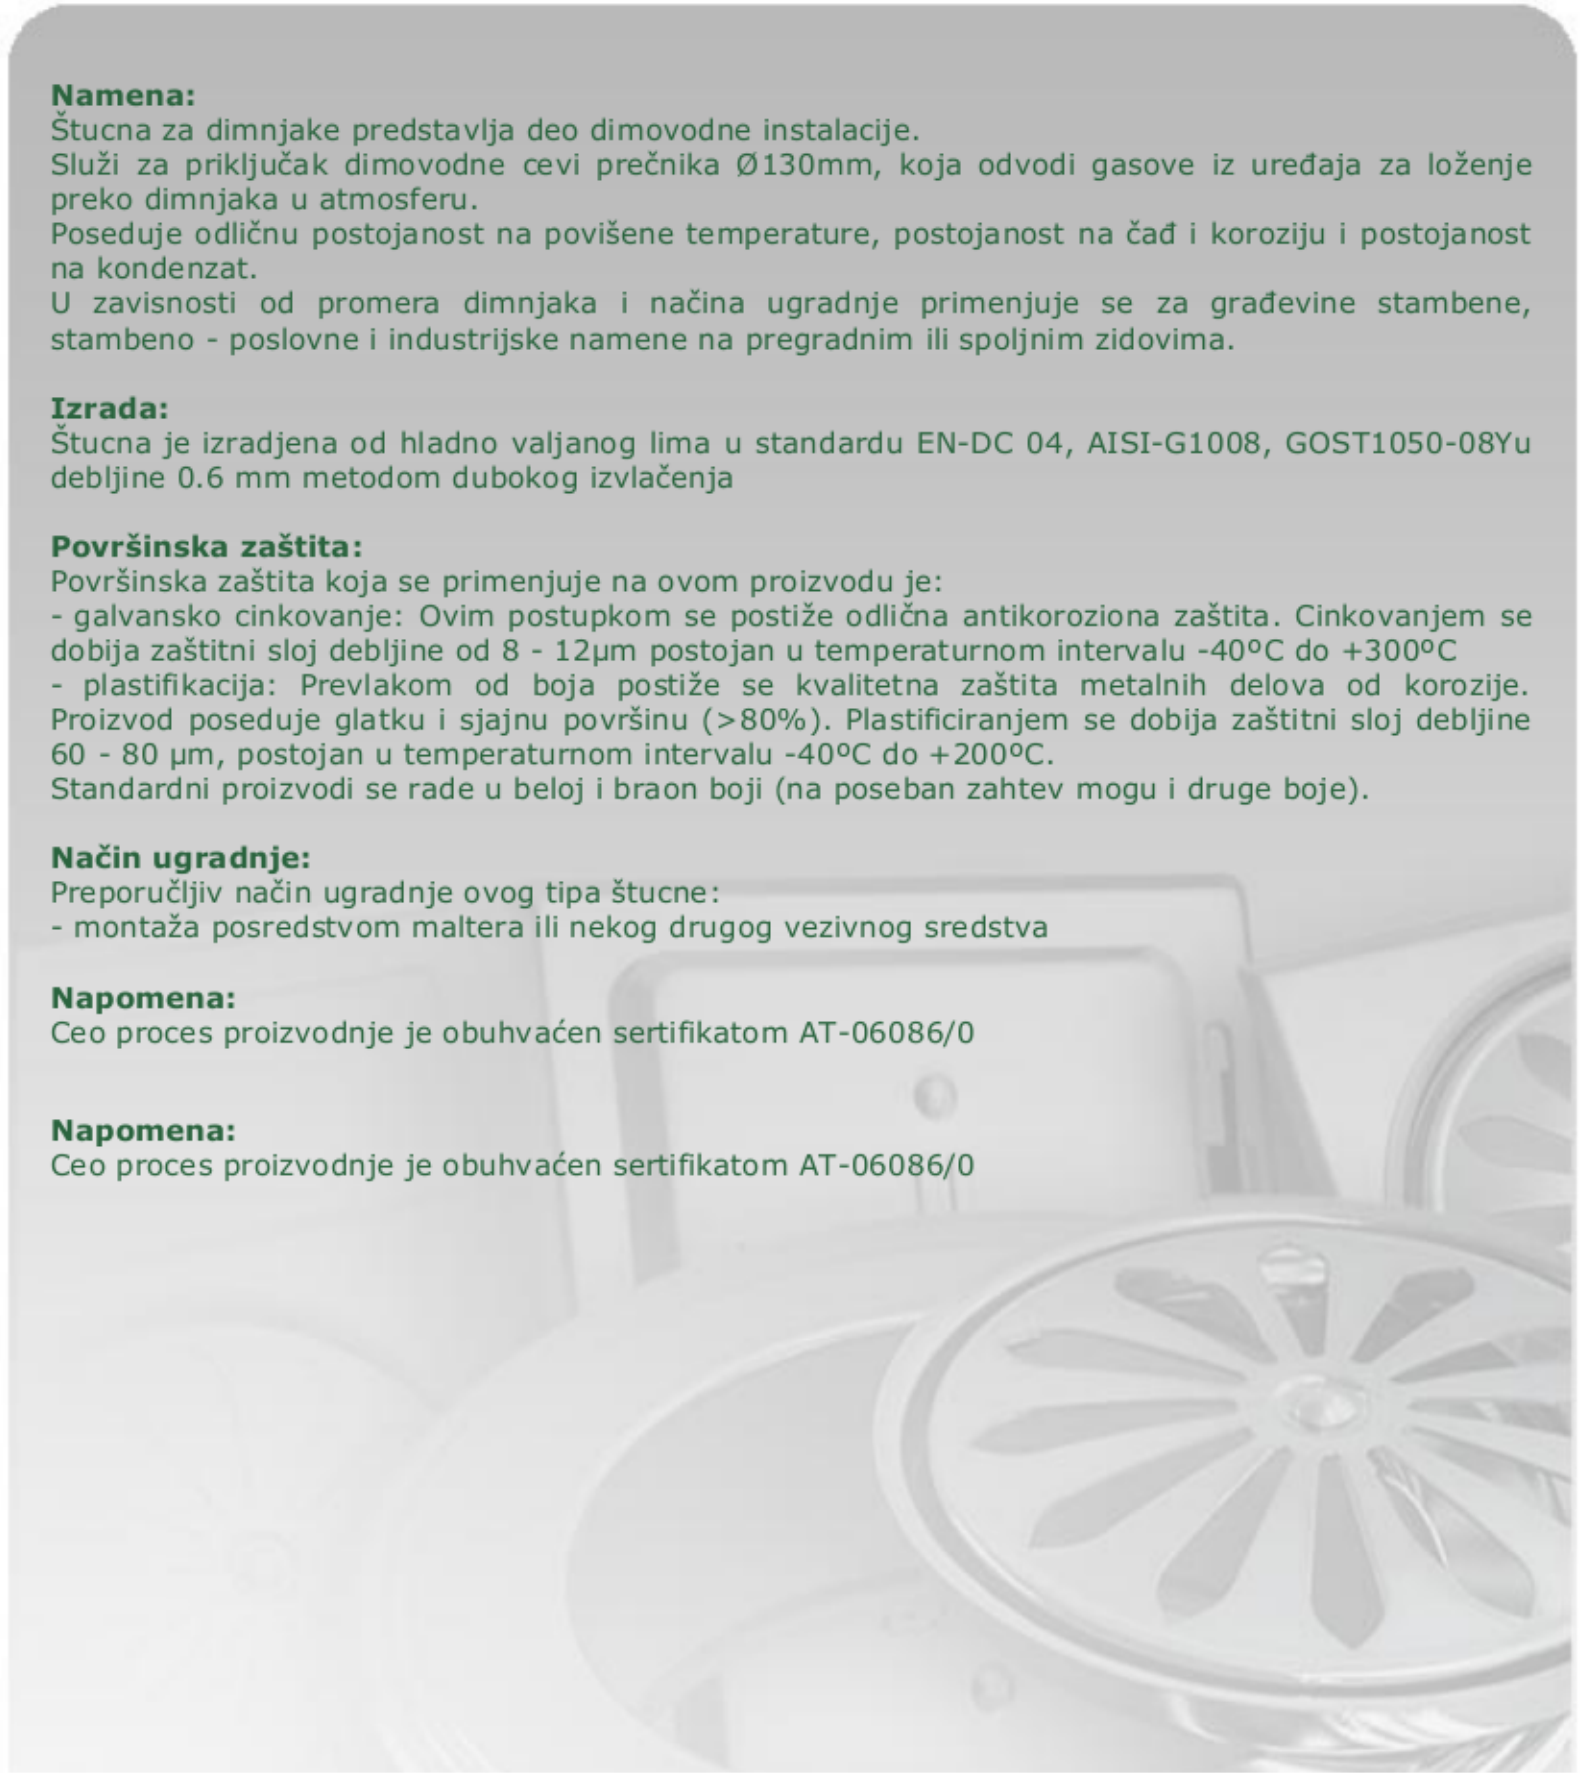 Namena:
Štucna za dimnjake predstavlja deo dimovodne instalacije.
Služi za priključak dimovodne cevi prečnika Ø130mm, koja odvodi gasove iz uređaja za loženje
preko dimnjaka u atmosferu.
Poseduje odličnu postojanost na povišene temperature, postojanost na čađ i koroziju i postojanost
na kondenzat.
U zavisnosti od promera dimnjaka i načina ugradnje primenjuje se za građevine stambene,
stambeno - poslovne i industrijske namene na pregradnim ili spoljnim zidovima.
Izrada:
Štucna je izradjena od hladno valjanog lima u standardu EN-DC 04, AISI-G1008, GOST1050-08Yu
debljine 0.6 mm metodom dubokog izvlačenja
Površinska zaštita:
Površinska zaštita koja se primenjuje na ovom proizvodu je:
- galvansko cinkovanje: Ovim postupkom se postiže odlična antikoroziona zaštita. Cinkovanjem se
dobija zaštitni sloj debljine od 8 - 12µm postojan u temperaturnom intervalu -40ºC do +300ºC
- plastifikacija: Prevlakom od boja postiže se kvalitetna zaštita metalnih delova od korozije.
Proizvod poseduje glatku i sjajnu površinu (>80%). Plastificiranjem se dobija zaštitni sloj debljine
60 - 80 µm, postojan u temperaturnom intervalu -40ºC do +200ºC.
Standardni proizvodi se rade u beloj i braon boji (na poseban zahtev mogu i druge boje).
Način ugradnje:
Preporučljiv način ugradnje ovog tipa štucne:
- montaža posredstvom maltera ili nekog drugog vezivnog sredstva
Napomena:
Ceo proces proizvodnje je obuhvaćen sertifikatom AT-06086/0
Napomena:
Ceo proces proizvodnje je obuhvaćen sertifikatom AT-06086/0